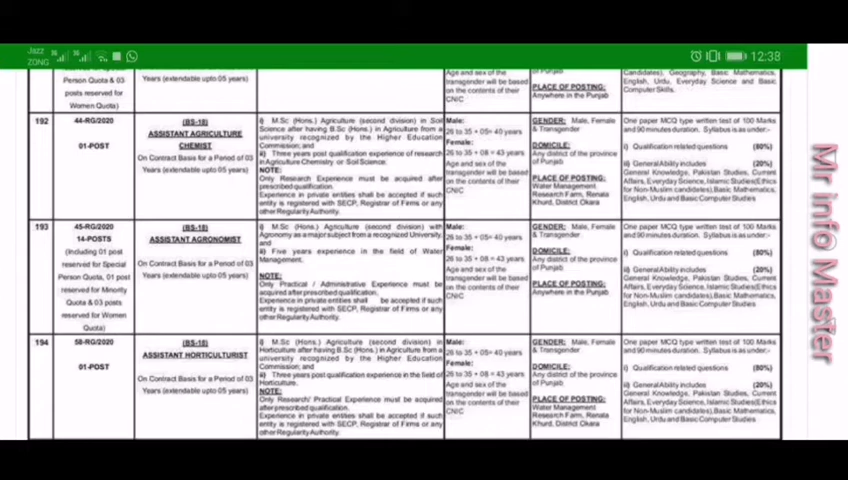 Jazz
ZONG
12:38
Person Quota & 03
posts reserved for
Women Quota)
Years (extendable upto 05 years)
Age and sex of the
transgender will be based
on the contents of their
CNIC
of Punjab
PLACE OF POSTING:
Anywhere in the Punjab
Candidates), Geography, Basic Mathematics,
English, Urdu, Everyday Science and Basic
Computer Skills.
192
44-RG/2020
01-POST
(BS-18)
ASSISTANT AGRICULTURE
CHEMIST
On Contract Basis for a Period of 03
Years (extendable upto 05 years)
i) M.Sc (Hons.) Agriculture (second division) in Soil
Science after having B.Sc (Hons.) in Agriculture from a
university recognized by the Higher Education
Commission; and
ii) Three years post qualification experience of research
in Agriculture Chemistry or Soil Science.
NOTE:
Only Research Experience must be acquired after
prescribed qualification.
Experience in private entities shall be accepted if such
entity is registered with SECP, Registrar of Firms or any
other Regularity Authority.
Male:
26 to 35 + 05= 40 years
Female:
26 to 35 + 08 = 43 years
Age and sex of the
transgender will be based
on the contents of their
CNIC
GENDER: Male, Female
& Transgender
DOMICILE:
Any district of the province
of Punjab
PLACE OF POSTING:
Water Management
Research Farm, Renala
Khurd, District Okara
One paper MCQ type written test of 100 Marks
and 90 minutes duration. Syllabus is as under:-
i) Qualification related questions (80%)
ii) General Ability includes (20%)
General Knowledge, Pakistan Studies, Current
Affairs, Everyday Science, Islamic Studies(Ethics
for Non-Muslim candidates),Basic Mathematics,
English, Urdu and Basic Computer Studies
193
45-RG/2020
14-POSTS
(Including 01 post
reserved for Special
Person Quota, 01 post
reserved for Minority
Quota & 03 posts
reserved for Women
Quota)
(BS-18)
ASSISTANT AGRONOMIST
On Contract Basis for a Period of 03
Years (extendable upto 05 years)
i) M.Sc (Hons.) Agriculture (second division) with
Agronomy as a major subject from a recognized University;
and
ii) Five years experience in the field of Water
Management.
NOTE:
Only Practical / Administrative Experience must be
acquired after prescribed qualification.
Experience in private entities shall be accepted if such
entity is registered with SECP, Registrar of Firms or any
other Regularity Authority.
Male:
26 to 35 + 05= 40 years
Female:
26 to 35 + 08 = 43 years
Age and sex of the
transgender will be based
on the contents of their
CNIC
GENDER: Male, Female
& Transgender
DOMICILE:
Any district of the province
of Punjab
PLACE OF POSTING:
Anywhere in the Punjab
One paper MCQ type written test of 100 Marks
and 90 minutes duration. Syllabus is as under:-
i) Qualification related questions (80%)
ii) General Ability includes (20%)
General Knowledge, Pakistan Studies, Current
Affairs, Everyday Science, Islamic Studies(Ethics
for Non-Muslim candidates),Basic Mathematics,
English, Urdu and Basic Computer Studies
194
58-RG/2020
01-POST
(BS-18)
ASSISTANT HORTICULTURIST
On Contract Basis for a Period of 03
Years (extendable upto 05 years)
i) M.Sc (Hons.) Agriculture (second division) in
Horticulture after having B.Sc (Hons.) in Agriculture from a
university recognized by the Higher Education
Commission; and
ii) Three years post qualification experience in the field of
Horticulture.
NOTE:
Only Research/ Practical Experience must be acquired
after prescribed qualification.
Experience in private entities shall be accepted if such
entity is registered with SECP, Registrar of Firms or any
other Regularity Authority.
Male:
26 to 35 + 05= 40 years
Female:
26 to 35 + 08 = 43 years
Age and sex of the
transgender will be based
on the contents of their
CNIC
GENDER: Male, Female
& Transgender
DOMICILE:
Any district of the province
of Punjab
PLACE OF POSTING:
Water Management
Research Farm, Renala
Khurd, District Okara
One paper MCQ type written test of 100 Marks
and 90 minutes duration. Syllabus is as under:-
i) Qualification related questions (80%)
ii) General Ability includes (20%)
General Knowledge, Pakistan Studies, Current
Affairs, Everyday Science, Islamic Studies(Ethics
for Non-Muslim candidates),Basic Mathematics,
English, Urdu and Basic Computer Studies
Mr info Master